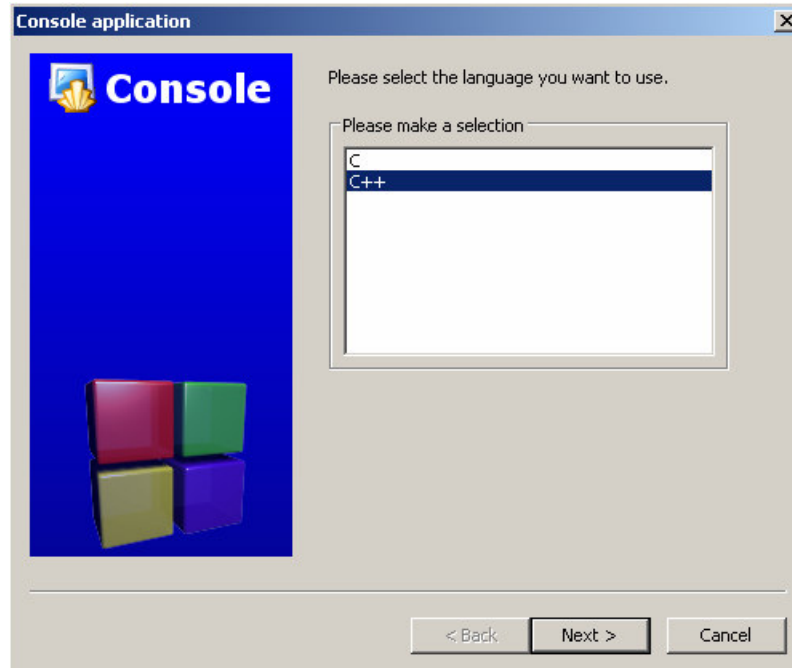 Console application
Console
Please select the language you want to use.
Please make a selection
C
C++
< Back
Next >
Cancel